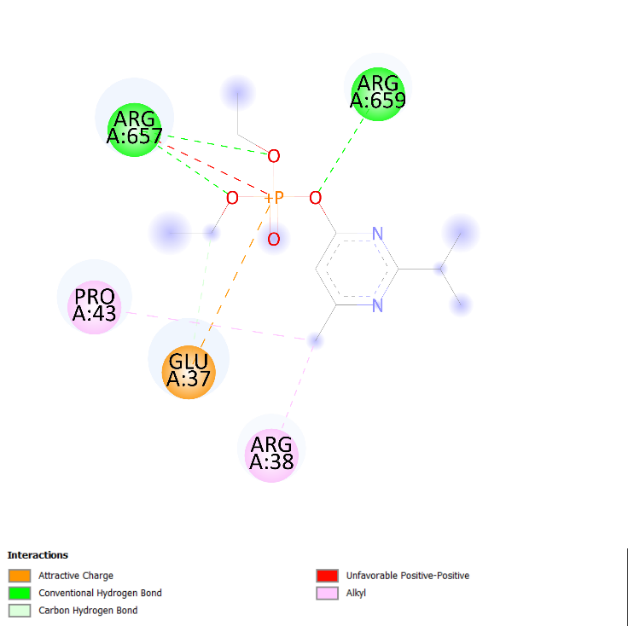 ARG
A:657
ARG
A:659
O
O
+P
O
O
N
N
PRO
A:43
GLU
A:37
ARG
A:38
Interactions
Attractive Charge
Conventional Hydrogen Bond
Carbon Hydrogen Bond
Unfavorable Positive-Positive
Alkyl